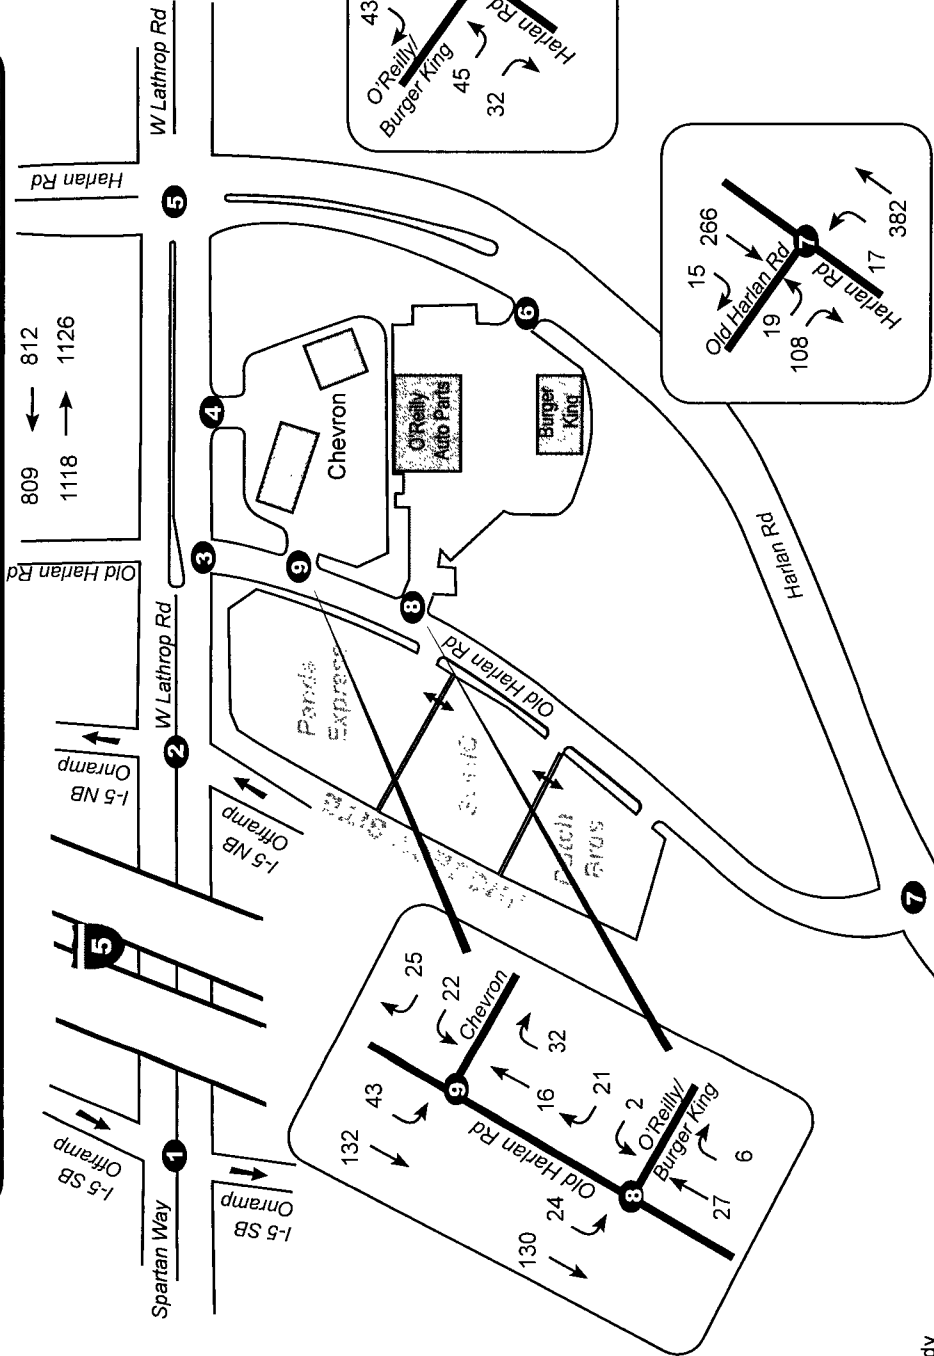 809 ← 812
1118 → 1126
Harlan Rd
W Lathrop Rd
5
Old Harlan Rd
4
3
W Lathrop Rd
2
I-5 NB
Onramp
I-5 NB
Offramp
5
I-5 SB
Offramp
1
Spartan Way
I-5 SB
Onramp
Chevron
O'Reilly
Auto Parts
Burger
King
6
9
8
Old Harlan Rd
Panda
Express
Dutch
Bros
PROJECT SITE
Harlan Rd
7
43
O'Reilly/
Burger King
45
32
Harlan Rd
15
266
Old Harlan Rd
7
19
108
Harlan Rd
17
382
25
22
Chevron
43
132
9
32
16
Old Harlan Rd
21
2
O'Reilly/
Burger King
24
130
8
6
27
dy